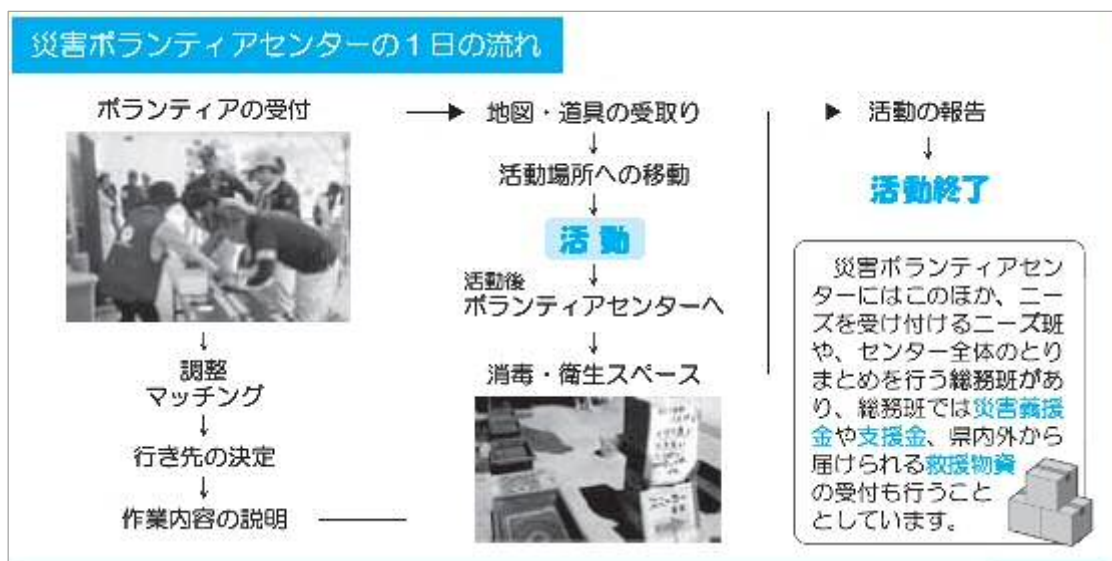 災害ボランティアセンターの1日の流れ
ボランティアの受付
調整
マッチング
行き先の決定
作業内容の説明
地図・道具の受取り
活動場所への移動
活動
活動後
ボランティアセンターへ
消毒・衛生スペース
活動の報告
活動終了
災害ボランティアセン
ターにはこのほか、ニー
ズを受け付けるニーズ班
や、センター全体のとり
まとめを行う総務班があ
り、総務班では災害義援
金や支援金、県内外から
届けられる救援物資
の受付も行うこと
としています。